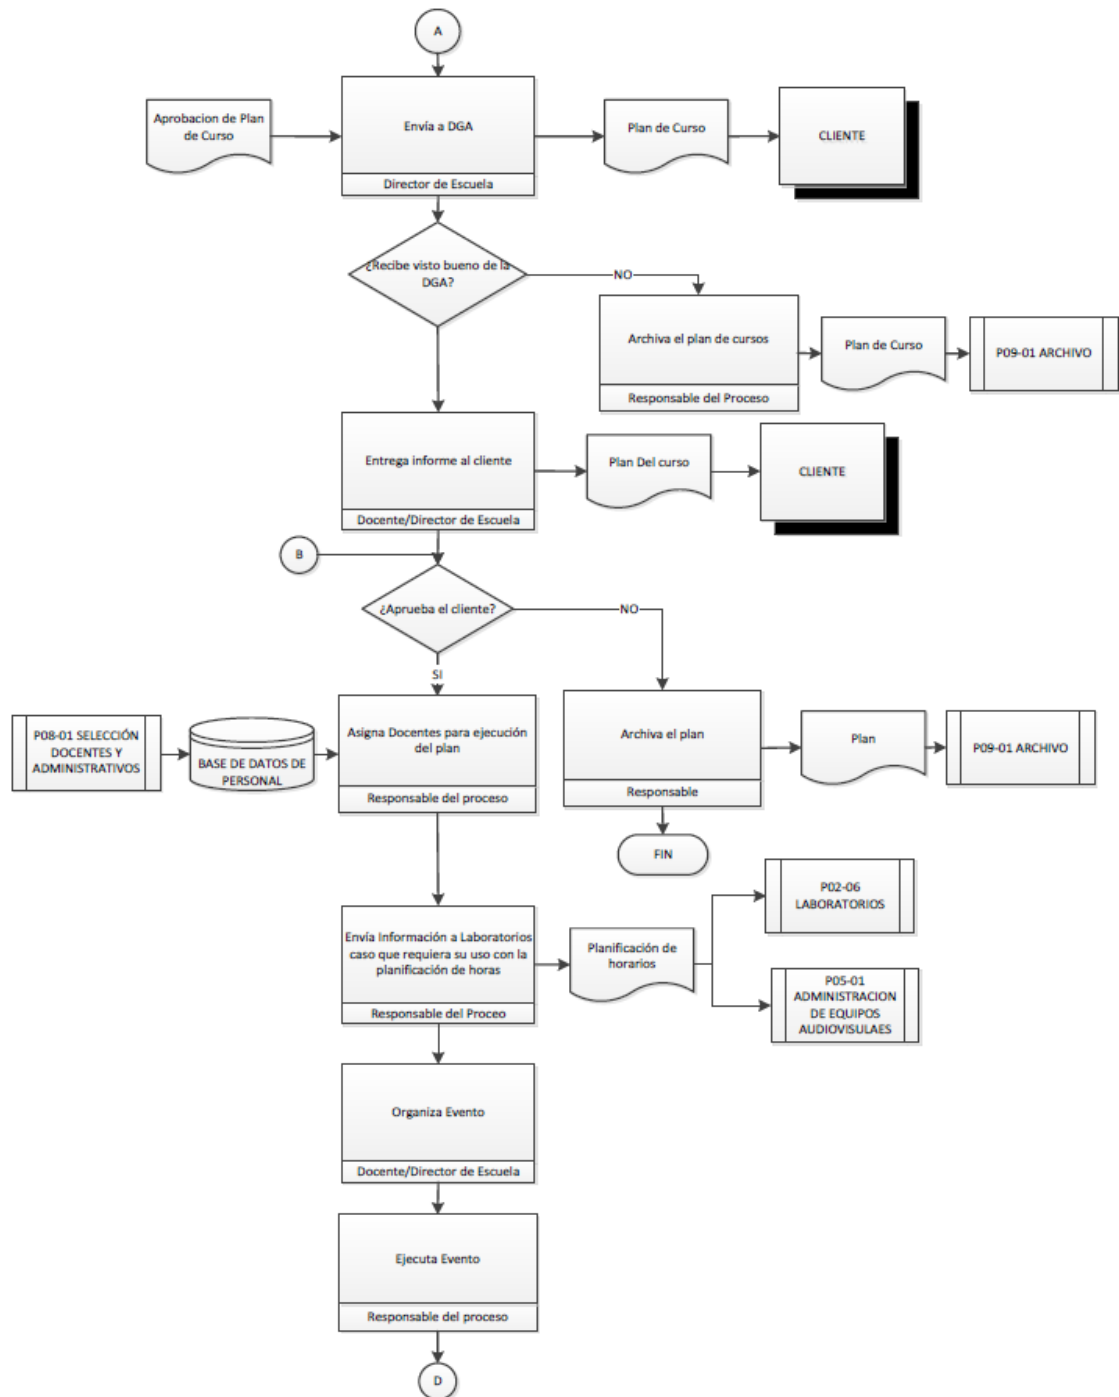 A
Aprobacion de Plan
de Curso
Envía a DGA
Director de Escuela
Plan de Curso
CLIENTE
¿Recibe visto bueno de la
DGA?
NO
Archiva el plan de cursos
Responsable del Proceso
Plan de Curso
P09-01 ARCHIVO
Entrega informe al cliente
Docente/Director de Escuela
Plan Del curso
CLIENTE
B
¿Aprueba el cliente?
NO
SI
P08-01 SELECCIÓN
DOCENTES Y
ADMINISTRATIVOS
BASE DE DATOS DE
PERSONAL
Asigna Docentes para ejecución
del plan
Responsable del proceso
Archiva el plan
Responsable
Plan
P09-01 ARCHIVO
FIN
Envía Información a Laboratorios
caso que requiera su uso con la
planificación de horas
Responsable del Proceo
Planificación de
horarios
P02-06
LABORATORIOS
P05-01
ADMINISTRACION
DE EQUIPOS
AUDIOVISULAES
Organiza Evento
Docente/Director de Escuela
Ejecuta Evento
Responsable del proceso
D